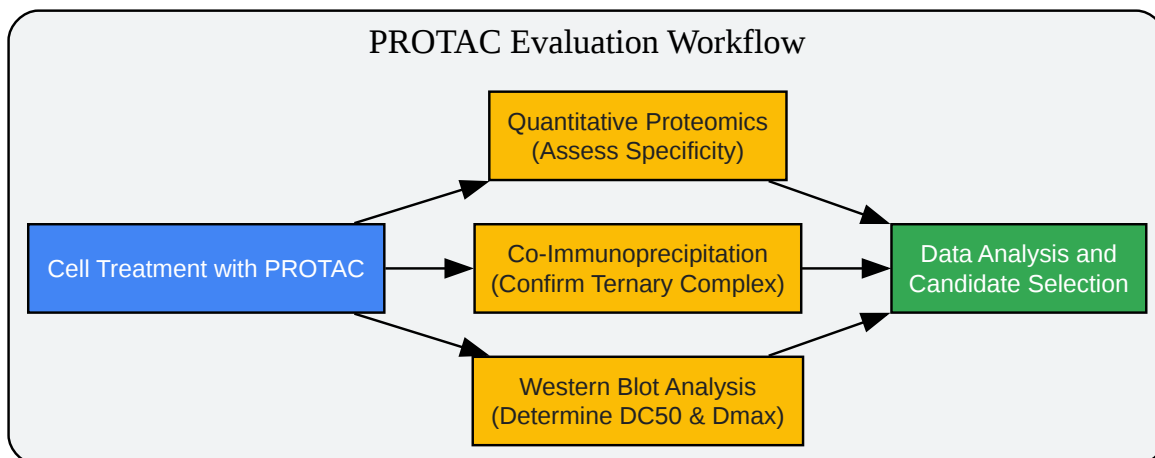 PROTAC Evaluation Workflow
Quantitative Proteomics
(Assess Specificity)
Cell Treatment with PROTAC
Co-Immunoprecipitation
(Confirm Ternary Complex)
Data Analysis and
Candidate Selection
Western Blot Analysis
(Determine DC50 & Dmax)